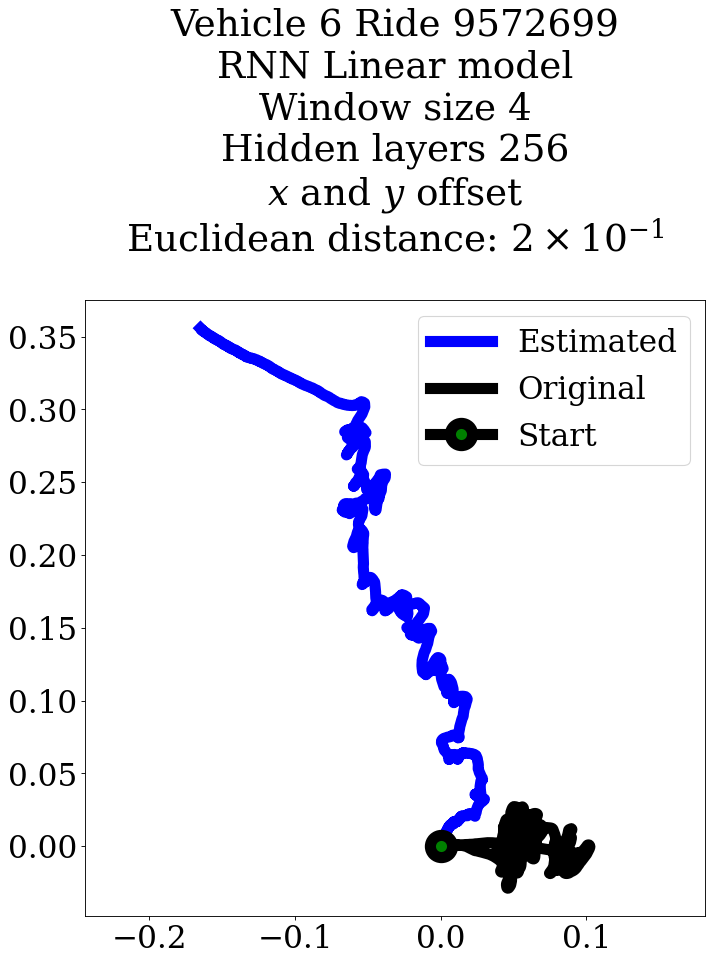 Vehicle 6 Ride 9572699
RNN Linear model
Window size 4
Hidden layers 256
x and y offset
Euclidean distance: 2 × 10⁻¹
Estimated
Original
Start
0.35
0.30
0.25
0.20
0.15
0.10
0.05
0.00
−0.2 −0.1 0.0 0.1